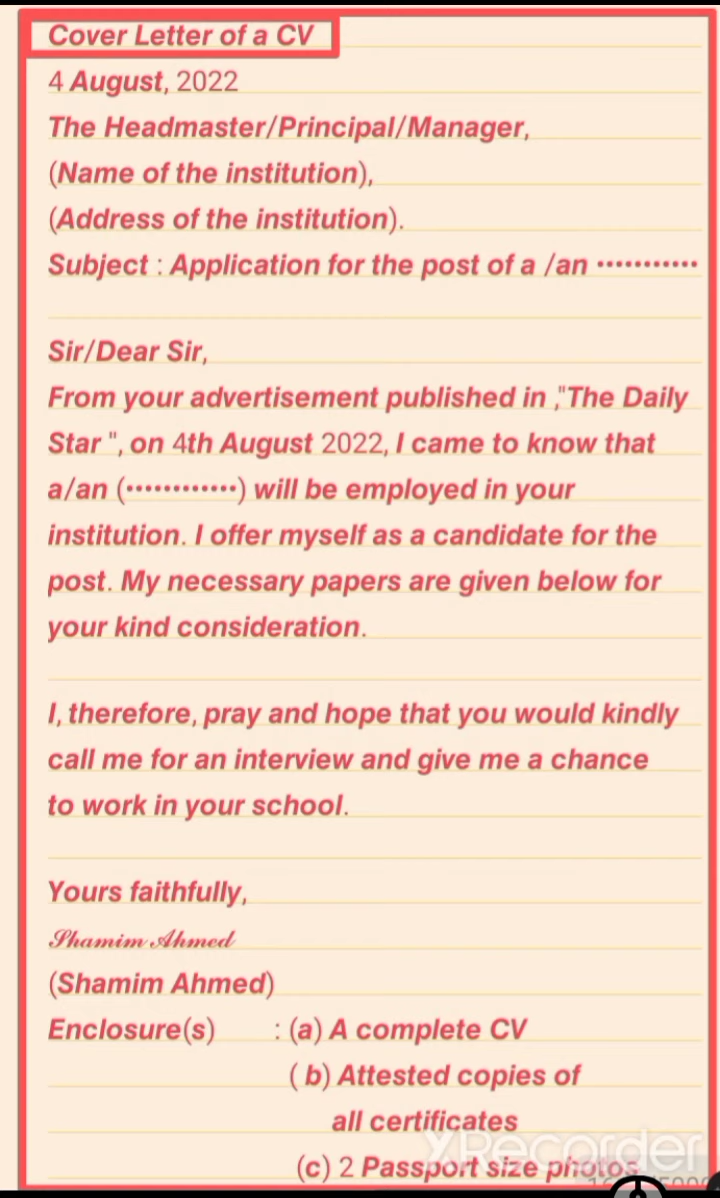 Cover Letter of a CV
4 August, 2022
The Headmaster/Principal/Manager,
(Name of the institution),
(Address of the institution).
Subject : Application for the post of a /an ············
Sir/Dear Sir,
From your advertisement published in ,"The Daily
Star ", on 4th August 2022, I came to know that
a/an (·············) will be employed in your
institution. I offer myself as a candidate for the
post. My necessary papers are given below for
your kind consideration.
I, therefore, pray and hope that you would kindly
call me for an interview and give me a chance
to work in your school.
Yours faithfully,
Shamim Ahmed
(Shamim Ahmed)
Enclosure(s) : (a) A complete CV
( b) Attested copies of
all certificates
(c) 2 Passport size photos
XRecorder